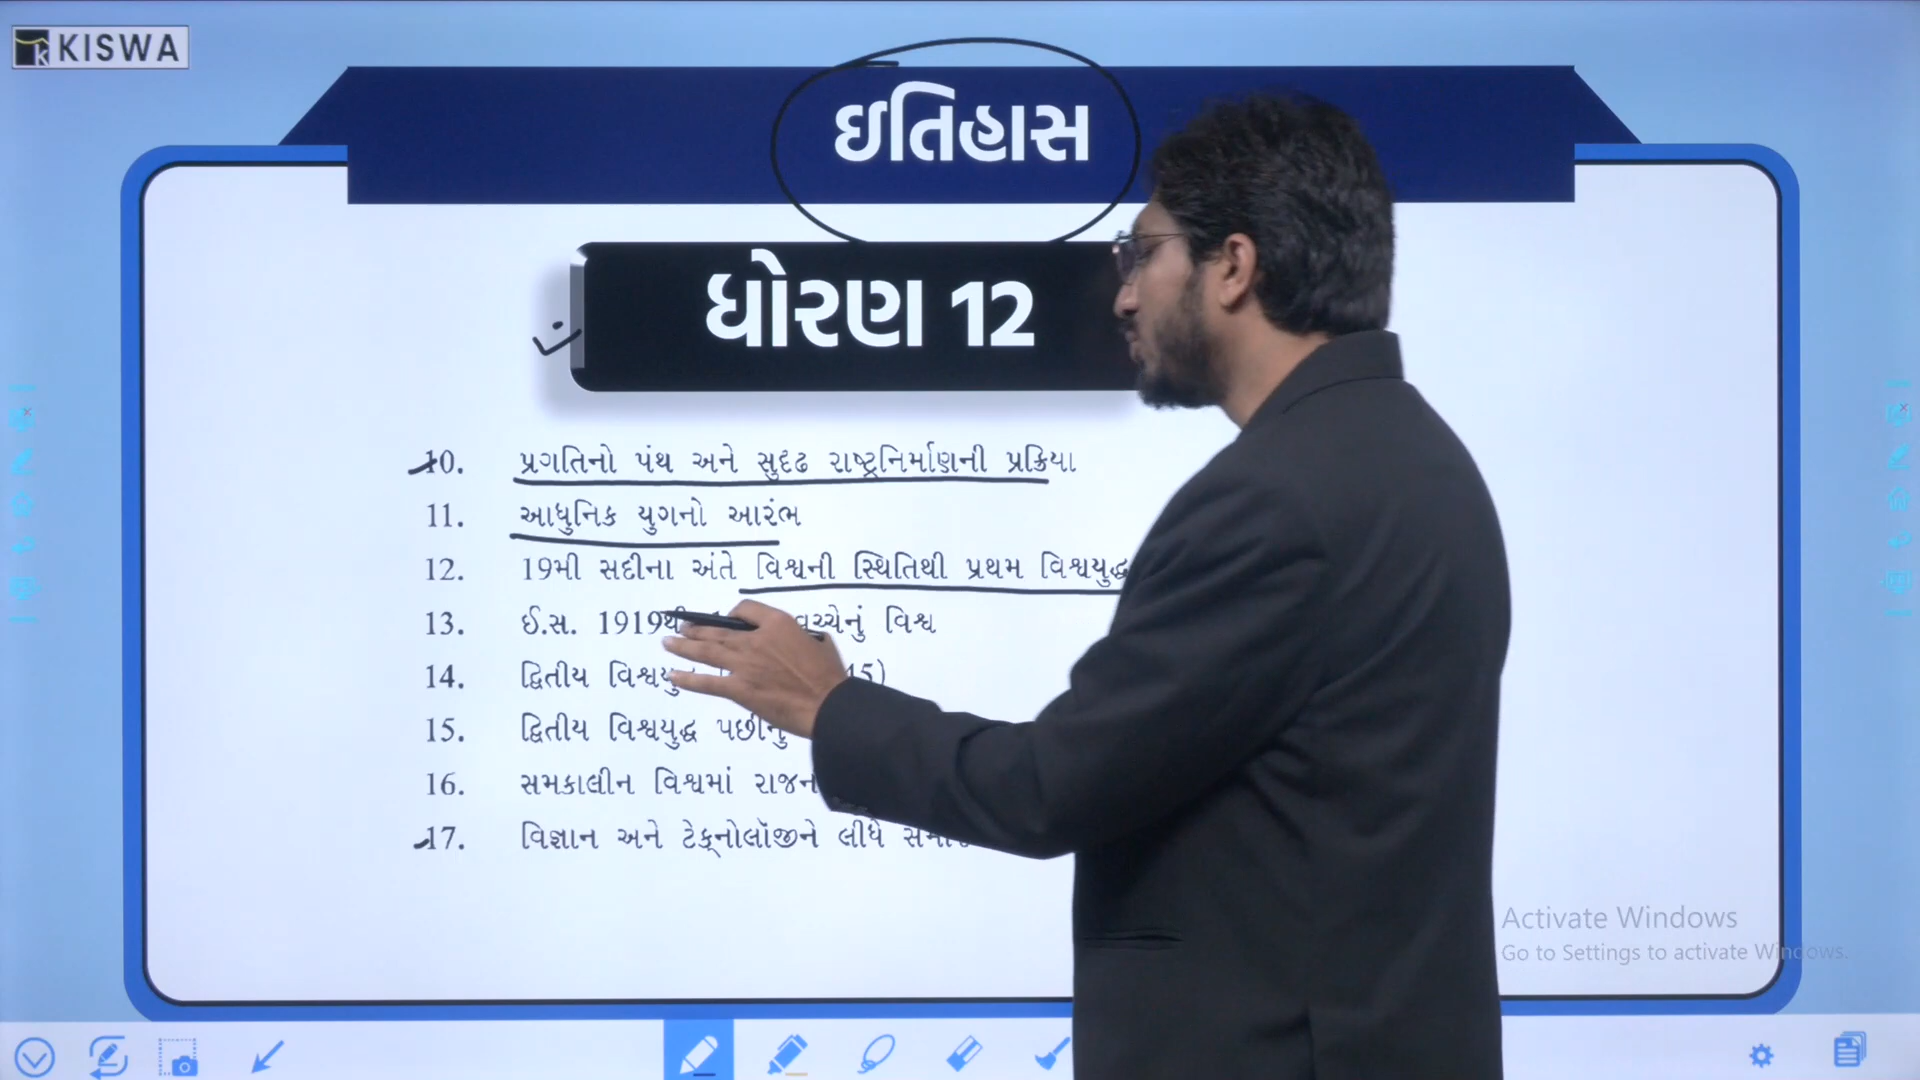 KISWA
ઇતિહાસ
ધોરણ 12
10. પ્રગતિનો પંથ અને સુદૃઢ રાષ્ટ્રનિર્માણની પ્રક્રિયા
11. આધુનિક યુગનો આરંભ
12. 19મી સદીના અંતે વિશ્વની સ્થિતિથી પ્રથમ વિશ્વયુદ્ધ
13. ઈ.સ. 1919થી વચ્ચેનું વિશ્વ
14. દ્વિતીય
15. દ્વિતીય વિશ્વયુદ્ધ પછીનું
16. સમકાલીન વિશ્વમાં
17. વિજ્ઞાન અને ટેક્નોલૉજીને લીધે
Activate Windows
Go to Settings to activate Windows.